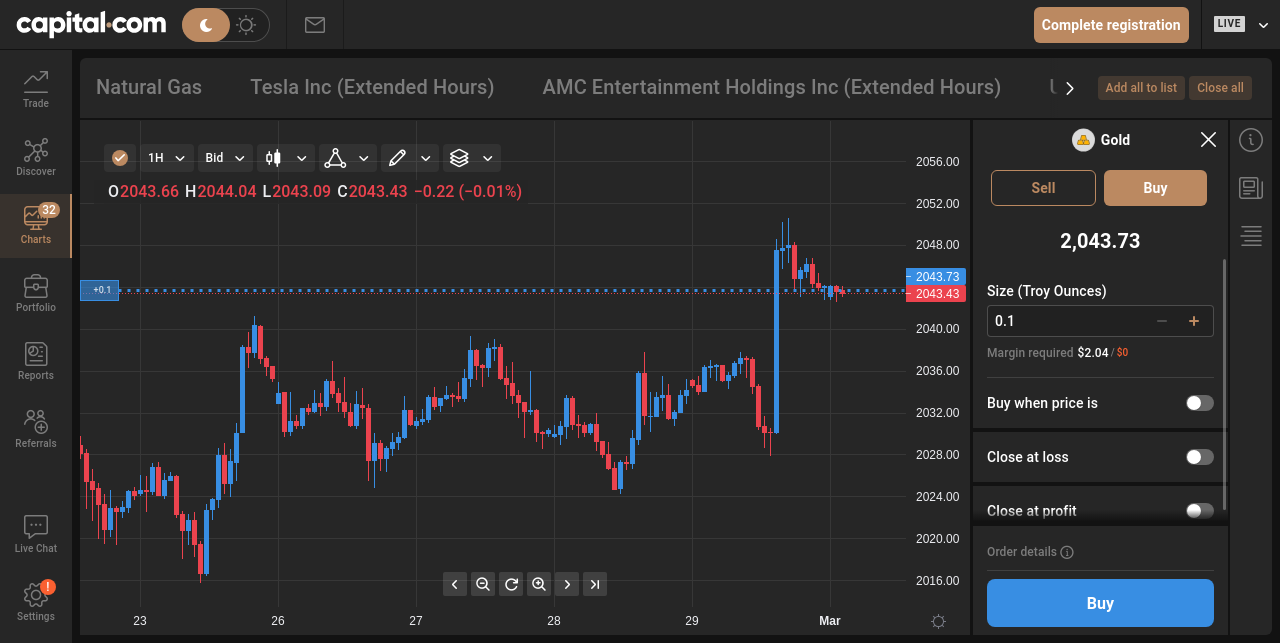 capital.com
Complete registration
LIVE
Trade
Discover
32
Charts
Portfolio
Reports
Referrals
Live Chat
!
Settings
Natural Gas
Tesla Inc (Extended Hours)
AMC Entertainment Holdings Inc (Extended Hours)
Add all to list
Close all
1H
Bid
O2043.66 H2044.04 L2043.09 C2043.43 −0.22 (−0.01%)
+0.1
2056.00
2052.00
2048.00
2043.73
2043.43
2040.00
2036.00
2032.00
2028.00
2024.00
2020.00
2016.00
23
26
27
28
29
Mar
Gold
Sell
Buy
2,043.73
Size (Troy Ounces)
0.1
Margin required $2.04 / $0
Buy when price is
Close at loss
Close at profit
Order details
Buy